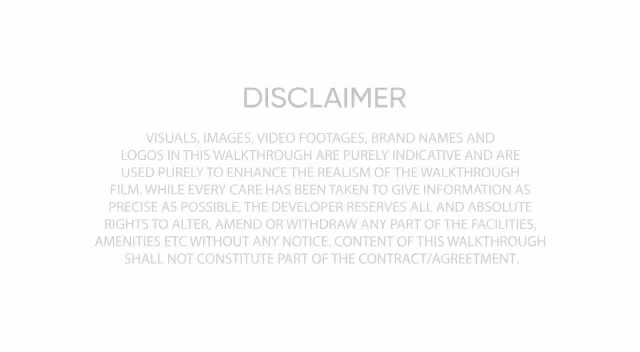 DISCLAIMER
VISUALS, IMAGES, VIDEO FOOTAGES, BRAND NAMES AND
LOGOS IN THIS WALKTHROUGH ARE PURELY INDICATIVE AND ARE
USED PURELY TO ENHANCE THE REALISM OF THE WALKTHROUGH
FILM. WHILE EVERY CARE HAS BEEN TAKEN TO GIVE INFORMATION AS
PRECISE AS POSSIBLE, THE DEVELOPER RESERVES ALL AND ABSOLUTE
RIGHTS TO ALTER, AMEND OR WITHDRAW ANY PART OF THE FACILITIES,
AMENITIES ETC WITHOUT ANY NOTICE. CONTENT OF THIS WALKTHROUGH
SHALL NOT CONSTITUTE PART OF THE CONTRACT/AGREEMENT.